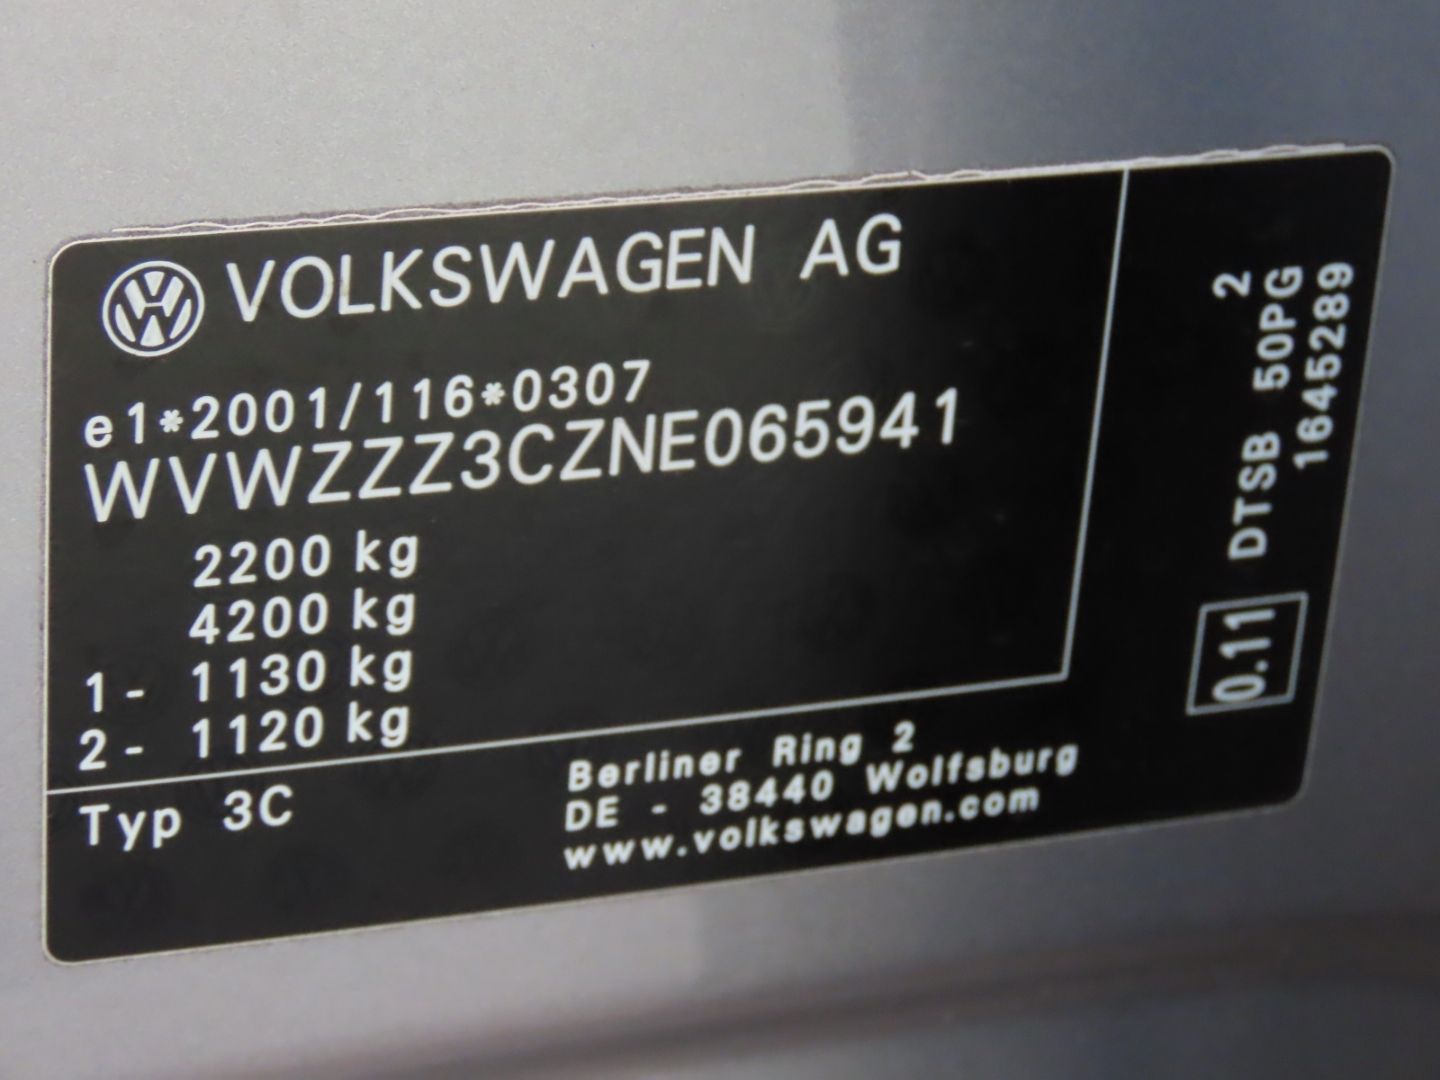 VOLKSWAGEN AG
e1*2001/116*0307
WVWZZZ3CZNE065941
2200 kg
4200 kg
1 - 1130 kg
2 - 1120 kg
Typ 3C
Berliner Ring 2
DE - 38440 Wolfsburg
www.volkswagen.com
2
0.11 DTSB 50PG
1645289